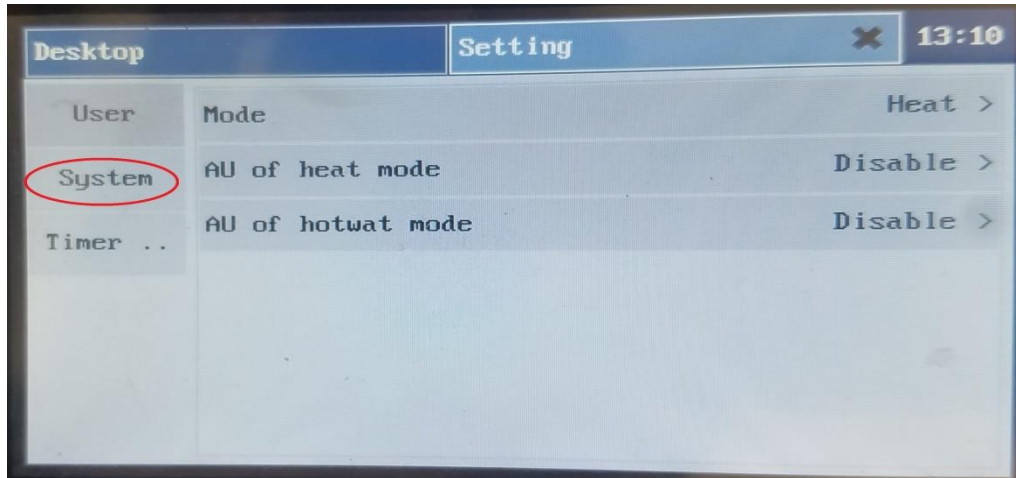 Desktop
Setting
13:10
User
Mode
Heat >
System
AU of heat mode
Disable >
Timer ..
AU of hotwat mode
Disable >